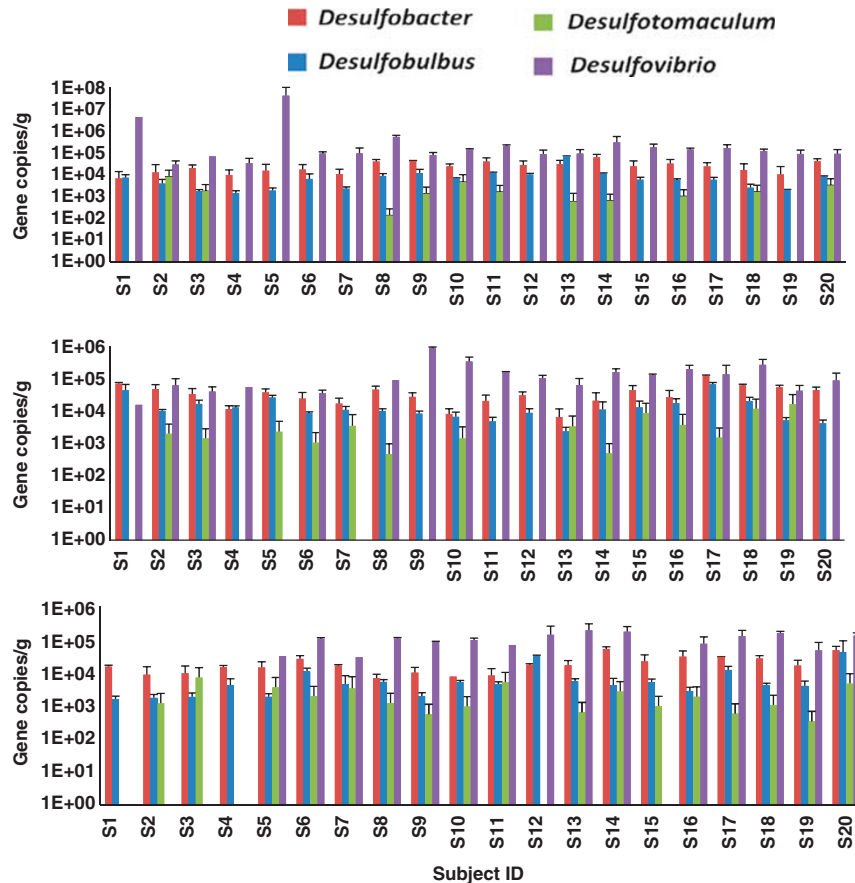 Desulfobacter
Desulfotomaculum
Desulfobulbus
Desulfovibrio
Gene copies/g
1E+08
1E+07
1E+06
1E+05
1E+04
1E+03
1E+02
1E+01
1E+00
S1 S2 S3 S4 S5 S6 S7 S8 S9 S10 S11 S12 S13 S14 S15 S16 S17 S18 S19 S20
Gene copies/g
1E+06
1E+05
1E+04
1E+03
1E+02
1E+01
1E+00
S1 S2 S3 S4 S5 S6 S7 S8 S9 S10 S11 S12 S13 S14 S15 S16 S17 S18 S19 S20
Gene copies/g
1E+06
1E+05
1E+04
1E+03
1E+02
1E+01
1E+00
S1 S2 S3 S4 S5 S6 S7 S8 S9 S10 S11 S12 S13 S14 S15 S16 S17 S18 S19 S20
Subject ID